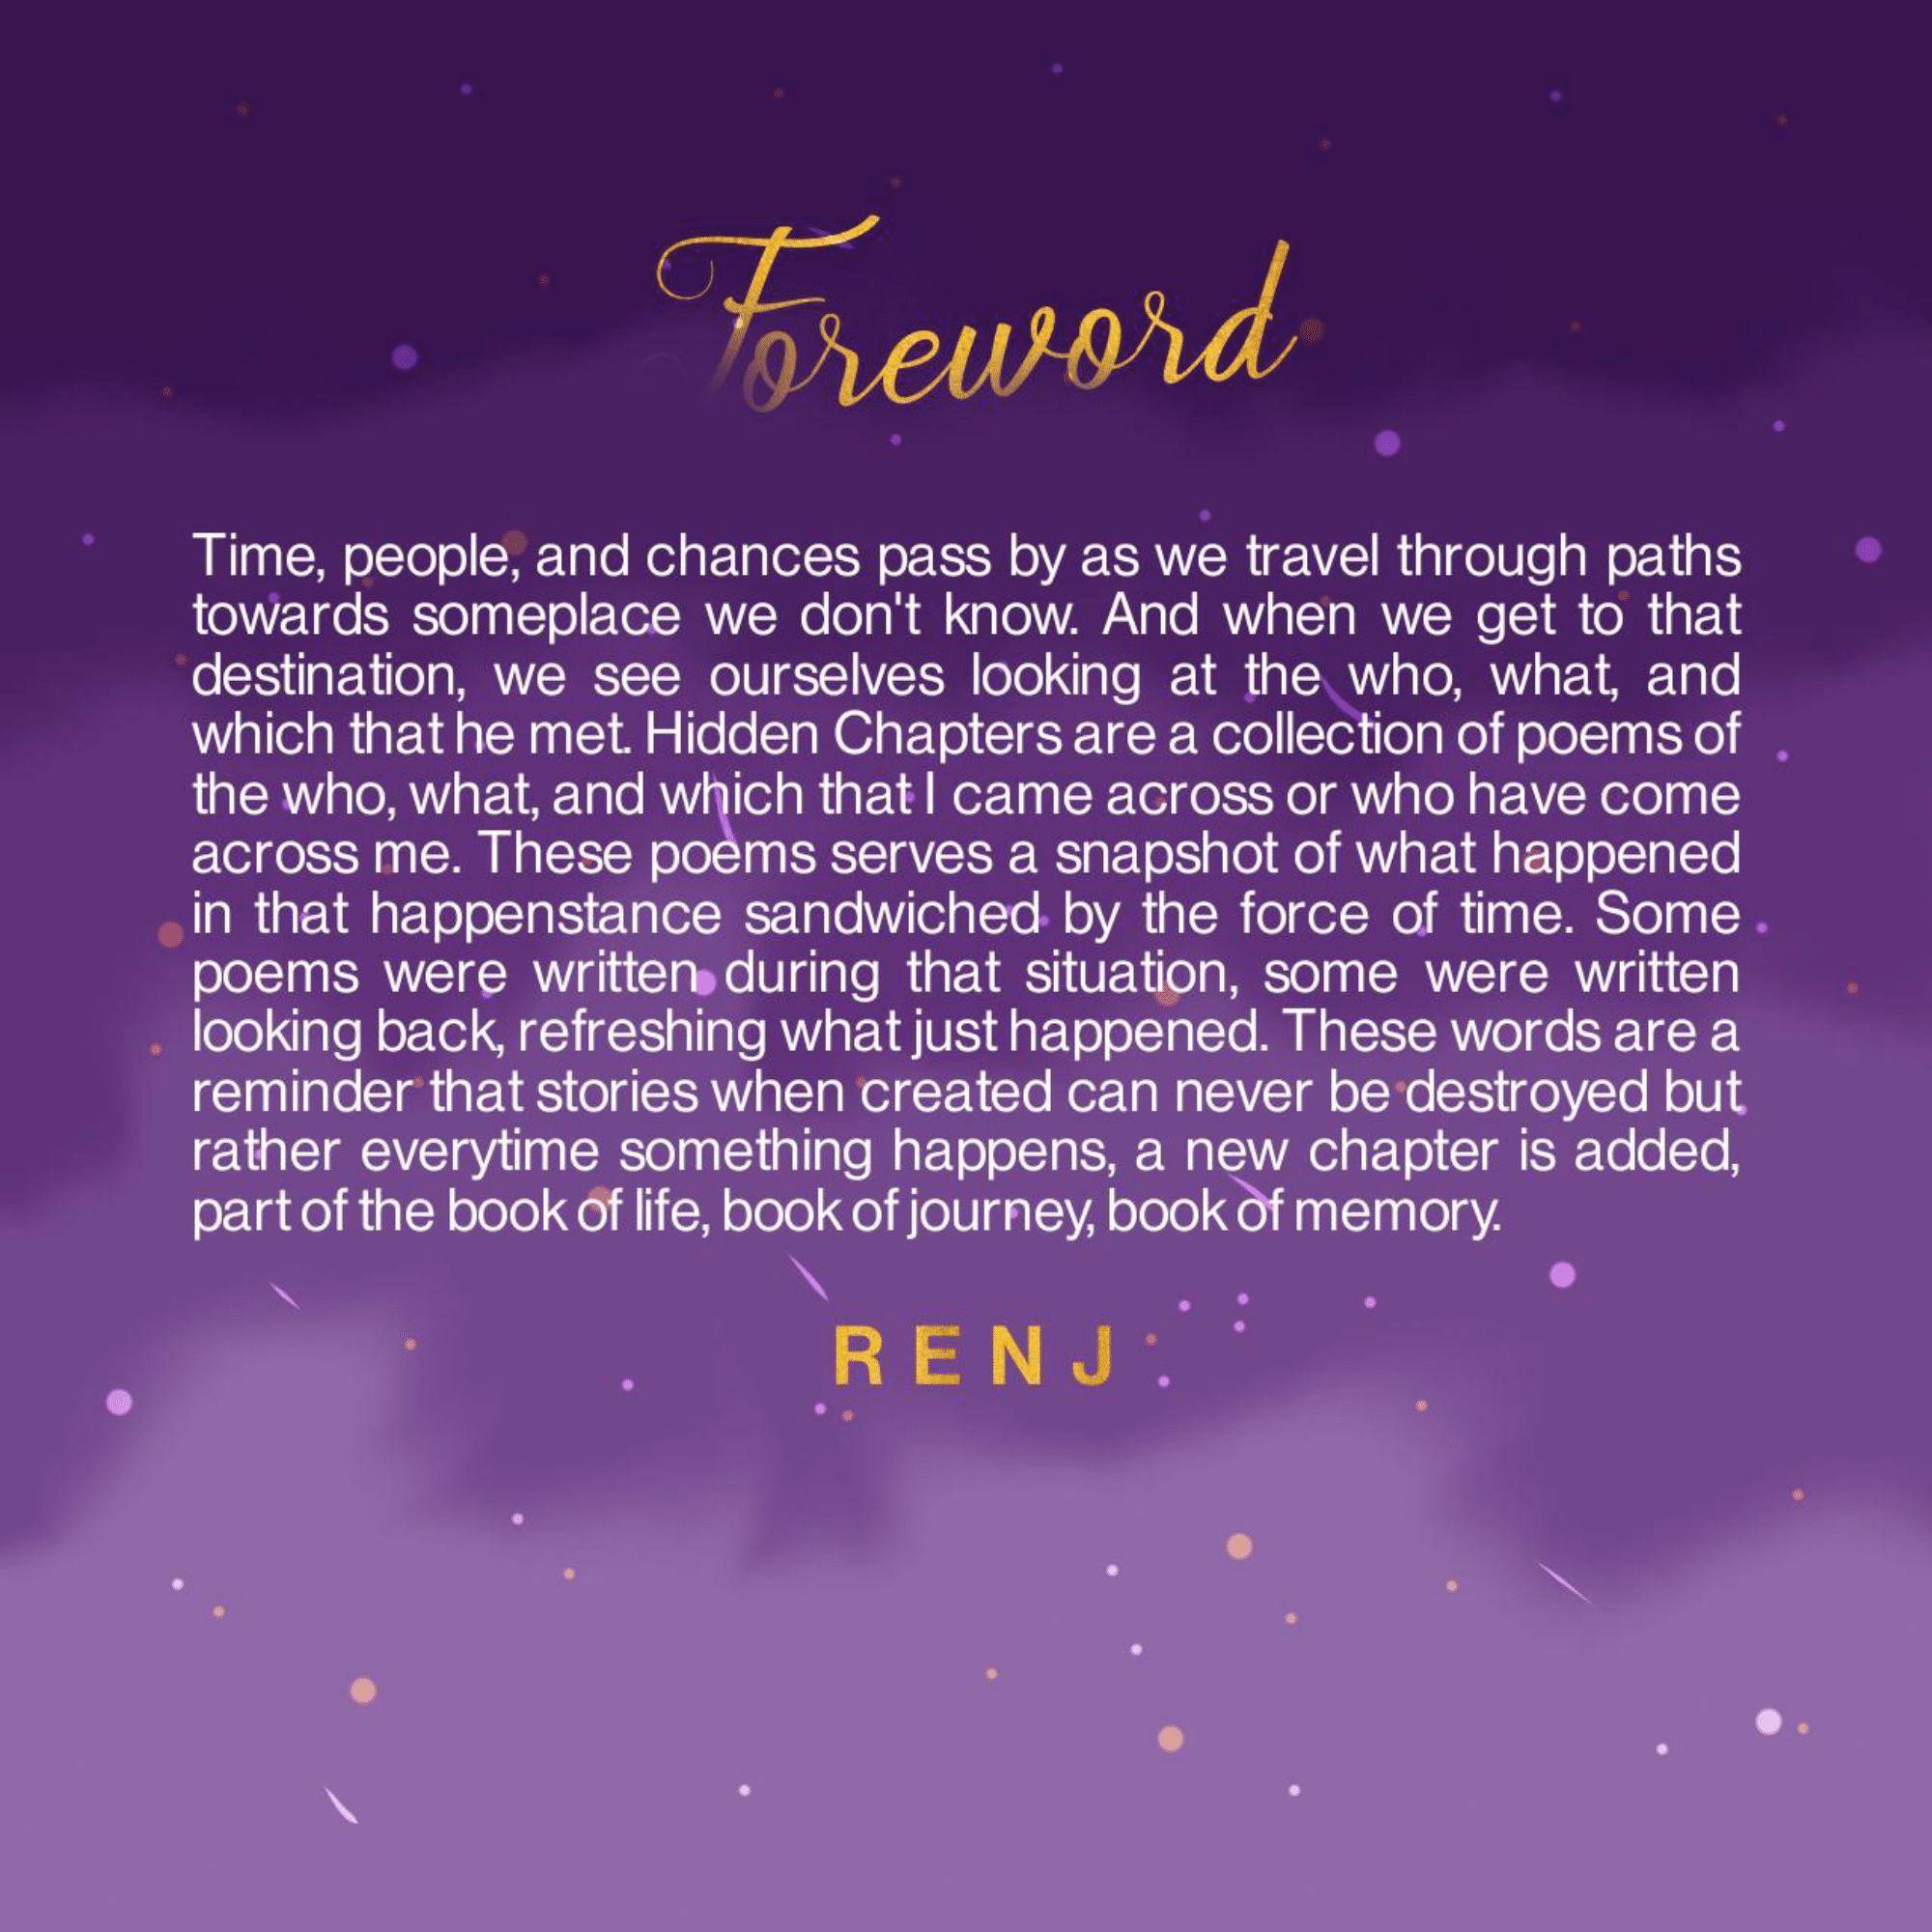 Foreword
Time, people, and chances pass by as we travel through paths
towards someplace we don't know. And when we get to that
destination, we see ourselves looking at the who, what, and
which that he met. Hidden Chapters are a collection of poems of
the who, what, and which that I came across or who have come
across me. These poems serves a snapshot of what happened
in that happenstance sandwiched by the force of time. Some
poems were written during that situation, some were written
looking back, refreshing what just happened. These words are a
reminder that stories when created can never be destroyed but
rather everytime something happens, a new chapter is added,
part of the book of life, book of journey, book of memory.
RENJ